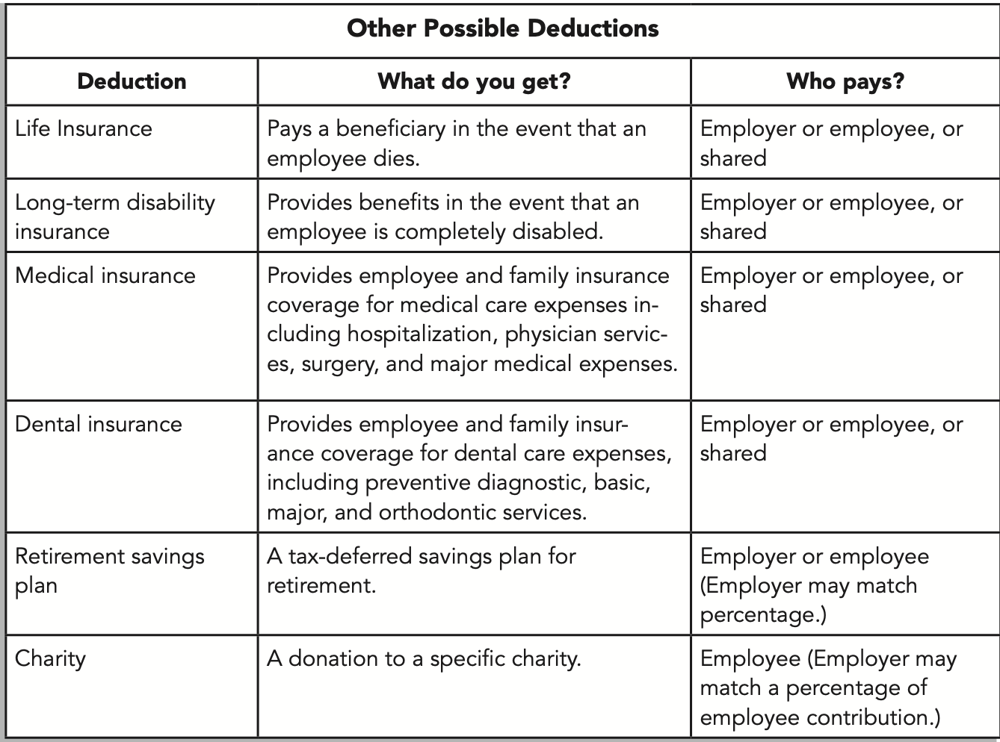 Other Possible Deductions
Deduction
What do you get?
Who pays?
Life Insurance
Pays a beneficiary in the event that an
employee dies.
Employer or employee, or
shared
Long-term disability
insurance
Provides benefits in the event that an
employee is completely disabled.
Employer or employee, or
shared
Medical insurance
Provides employee and family insurance
coverage for medical care expenses in-
cluding hospitalization, physician servic-
es, surgery, and major medical expenses.
Employer or employee, or
shared
Dental insurance
Provides employee and family insur-
ance coverage for dental care expenses,
including preventive diagnostic, basic,
major, and orthodontic services.
Employer or employee, or
shared
Retirement savings
plan
A tax-deferred savings plan for
retirement.
Employer or employee
(Employer may match
percentage.)
Charity
A donation to a specific charity.
Employee (Employer may
match a percentage of
employee contribution.)